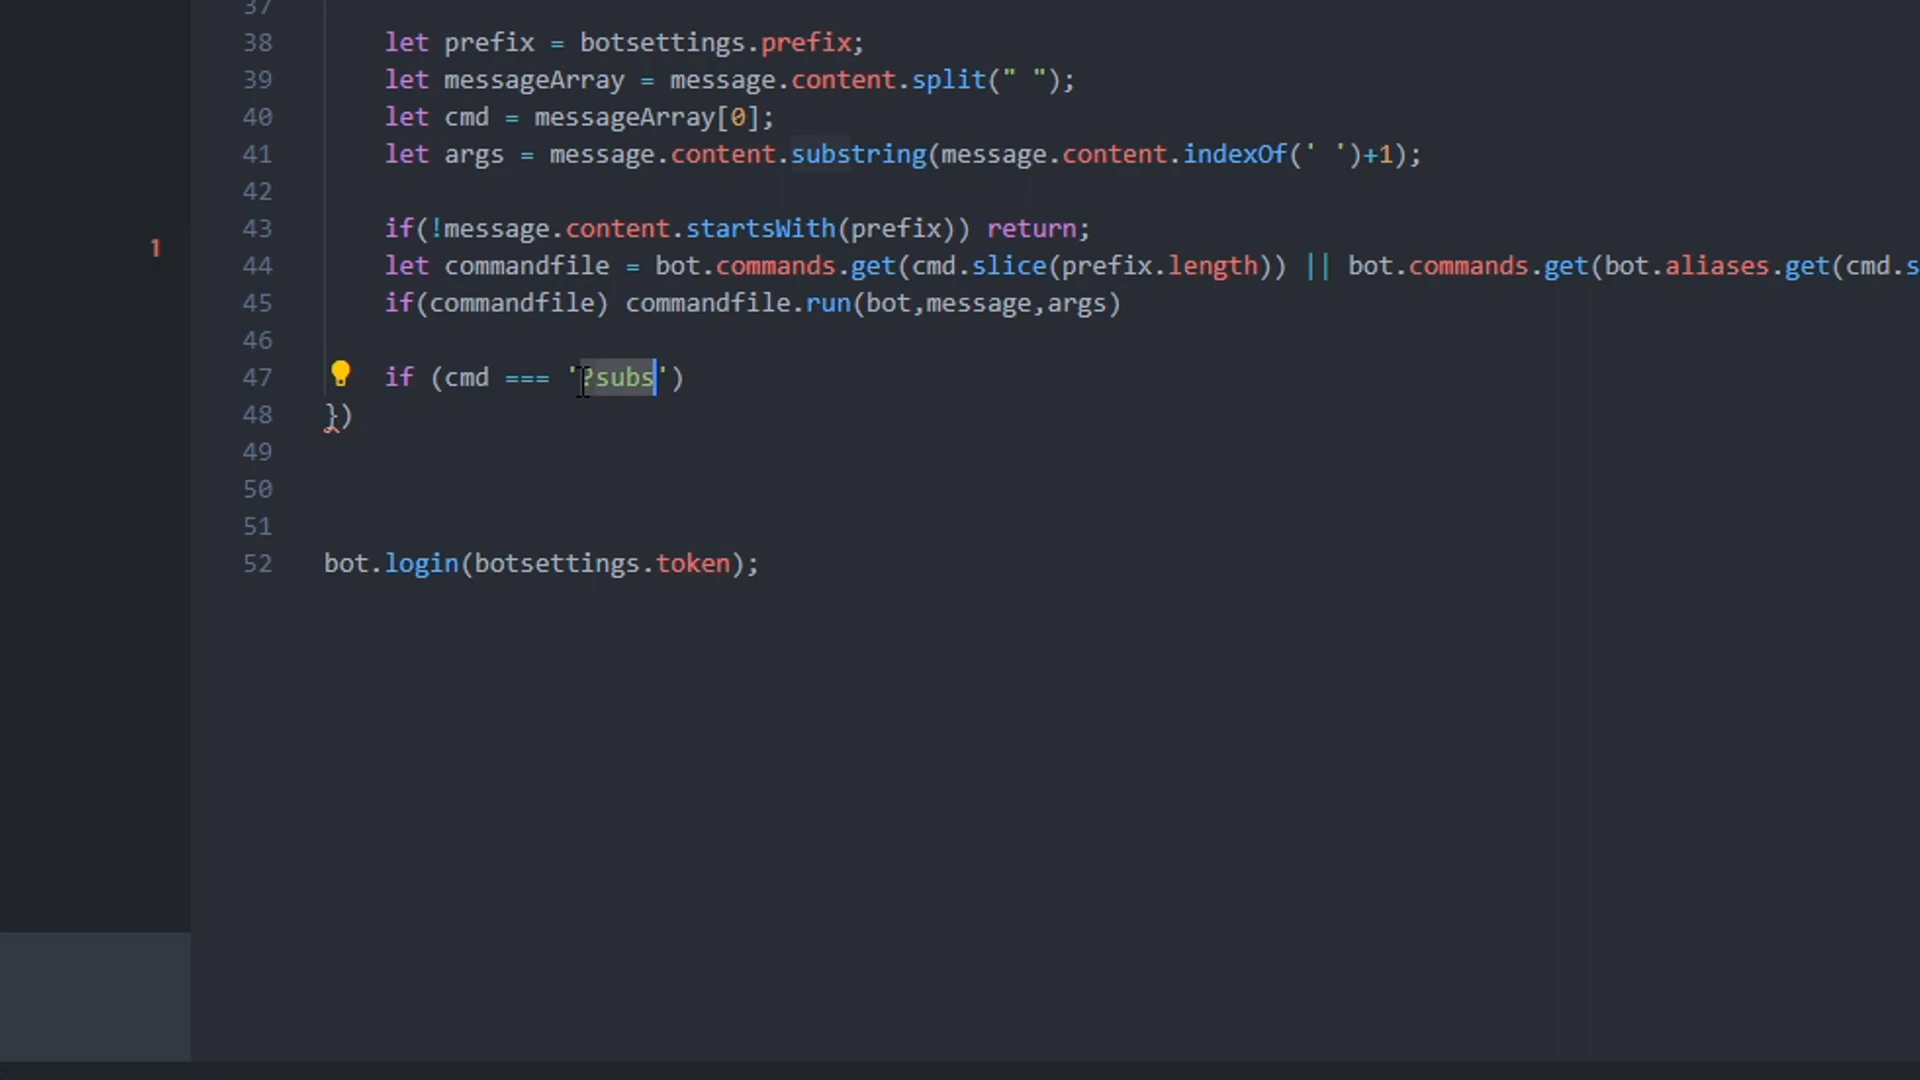 37
38 let prefix = botsettings.prefix;
39 let messageArray = message.content.split(" ");
40 let cmd = messageArray[0];
41 let args = message.content.substring(message.content.indexOf(' ')+1);
42
43 if(!message.content.startsWith(prefix)) return;
1
44 let commandfile = bot.commands.get(cmd.slice(prefix.length)) || bot.commands.get(bot.aliases.get(cmd.s
45 if(commandfile) commandfile.run(bot,message,args)
46
47 if (cmd === '?subs')
48 })
49
50
51
52 bot.login(botsettings.token);